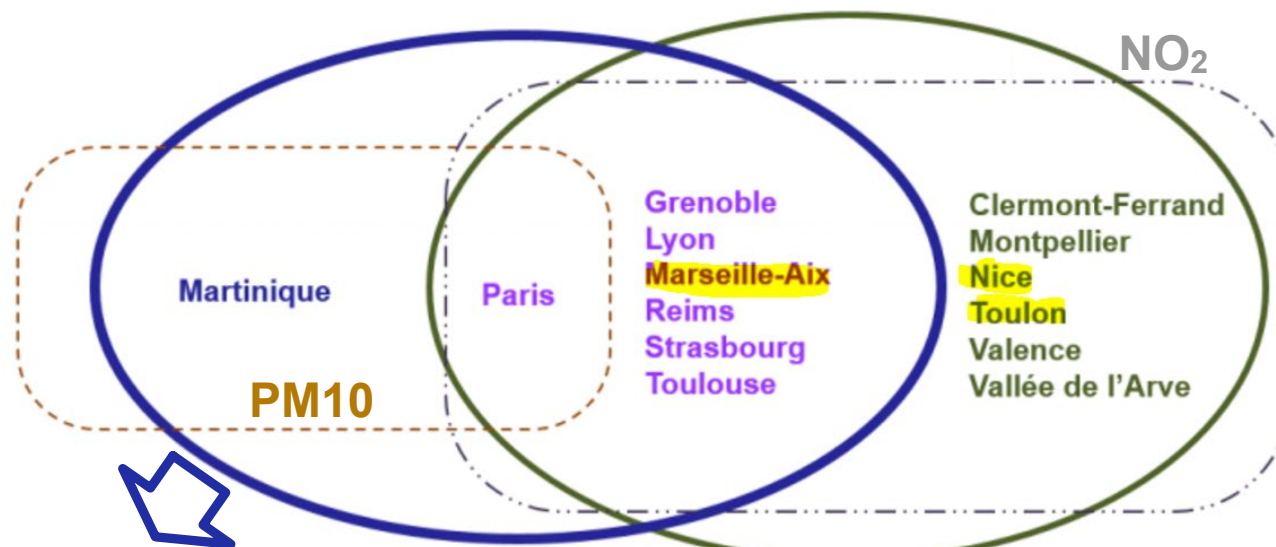 NO₂
Martinique
PM10
Paris
Grenoble
Lyon
Marseille-Aix
Reims
Strasbourg
Toulouse
Clermont-Ferrand
Montpellier
Nice
Toulon
Valence
Vallée de l'Arve